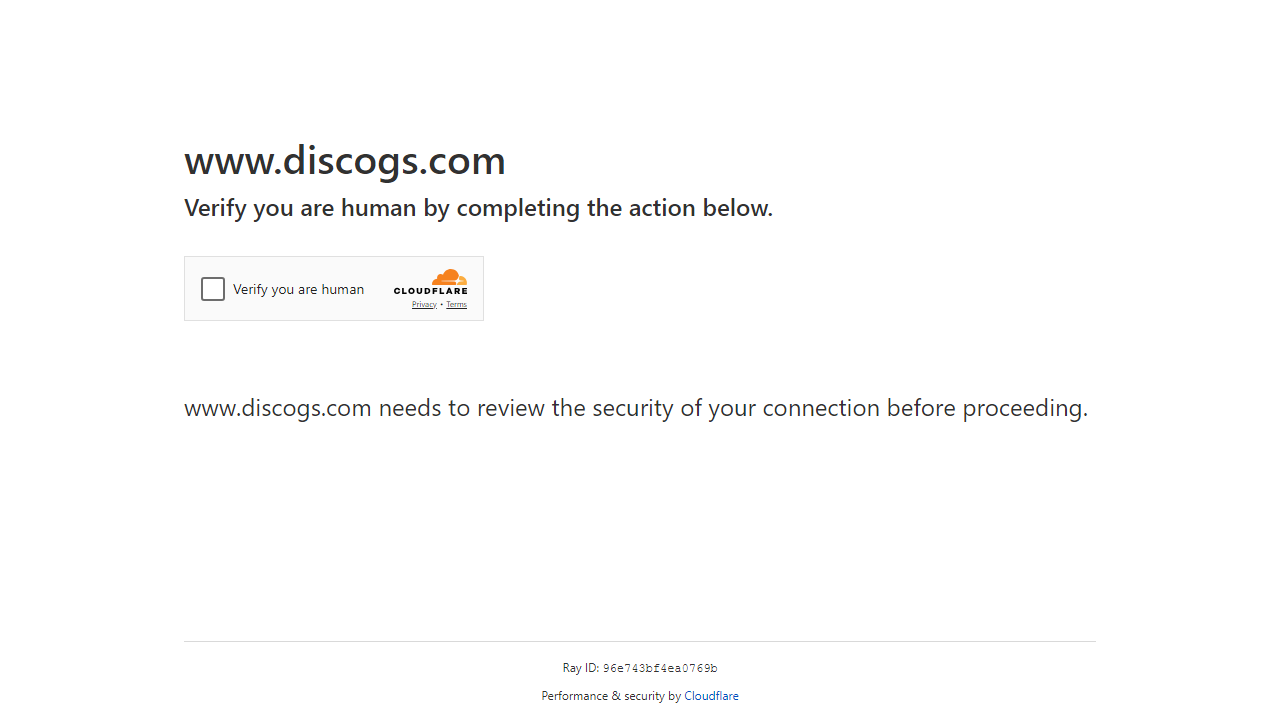 www.discogs.com
Verify you are human by completing the action below.
Verify you are human
CLOUDFLARE
Privacy • Terms
www.discogs.com needs to review the security of your connection before proceeding.
Ray ID: 96e743bf4ea0769b
Performance & security by Cloudflare